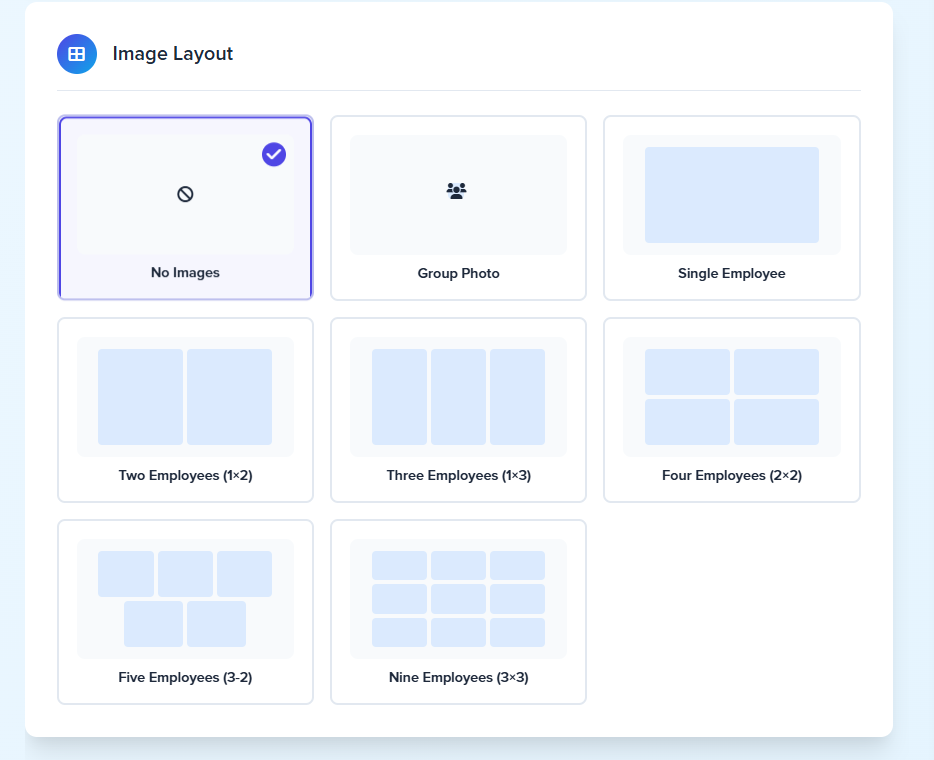 Image Layout
No Images
Group Photo
Single Employee
Two Employees (1×2)
Three Employees (1×3)
Four Employees (2×2)
Five Employees (3-2)
Nine Employees (3×3)